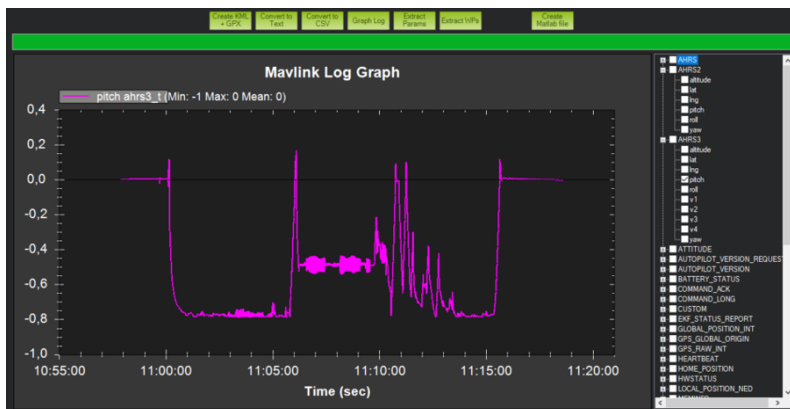 Create KML + GPX
Convert to Text
Convert to CSV
Graph Log
Extract Params
Extract WPs
Create Matlab file
Mavlink Log Graph
pitch ahrs3_t (Min: -1 Max: 0 Mean: 0)
0,4
0,2
0,0
-0,2
-0,4
-0,6
-0,8
-1,0
10:55:00 11:00:00 11:05:00 11:10:00 11:15:00 11:20:00
Time (sec)
AHRS
AHRS2
altitude
lat
lng
pitch
roll
yaw
AHRS3
altitude
lat
lng
pitch
roll
v1
v2
v3
v4
yaw
ATTITUDE
AUTOPILOT_VERSION_REQUEST
AUTOPILOT_VERSION
BATTERY_STATUS
COMMAND_ACK
COMMAND_LONG
CUSTOM
EKF_STATUS_REPORT
GLOBAL_POSITION_INT
GPS_GLOBAL_ORIGIN
GPS_RAW_INT
HEARTBEAT
HOME_POSITION
HWSTATUS
LOCAL_POSITION_NED